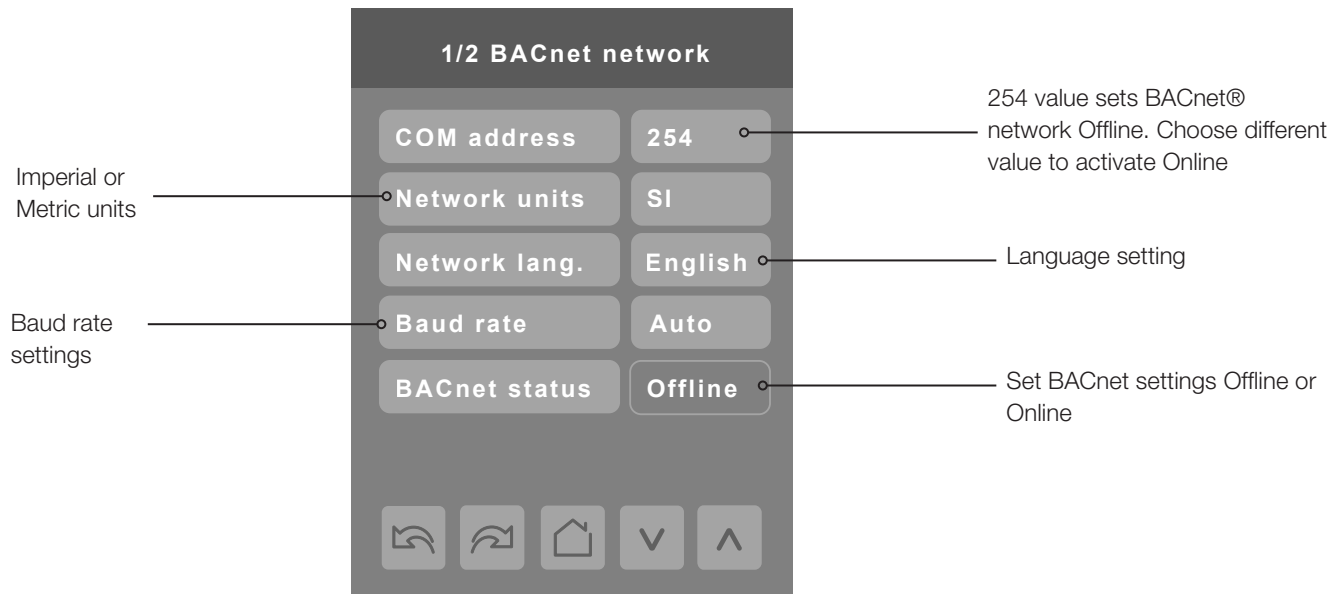 1/2 BACnet network
COM address 254
Network units SI
Network lang. English
Baud rate Auto
BACnet status Offline
Imperial or
Metric units
Baud rate
settings
254 value sets BACnet®
network Offline. Choose different
value to activate Online
Language setting
Set BACnet settings Offline or
Online